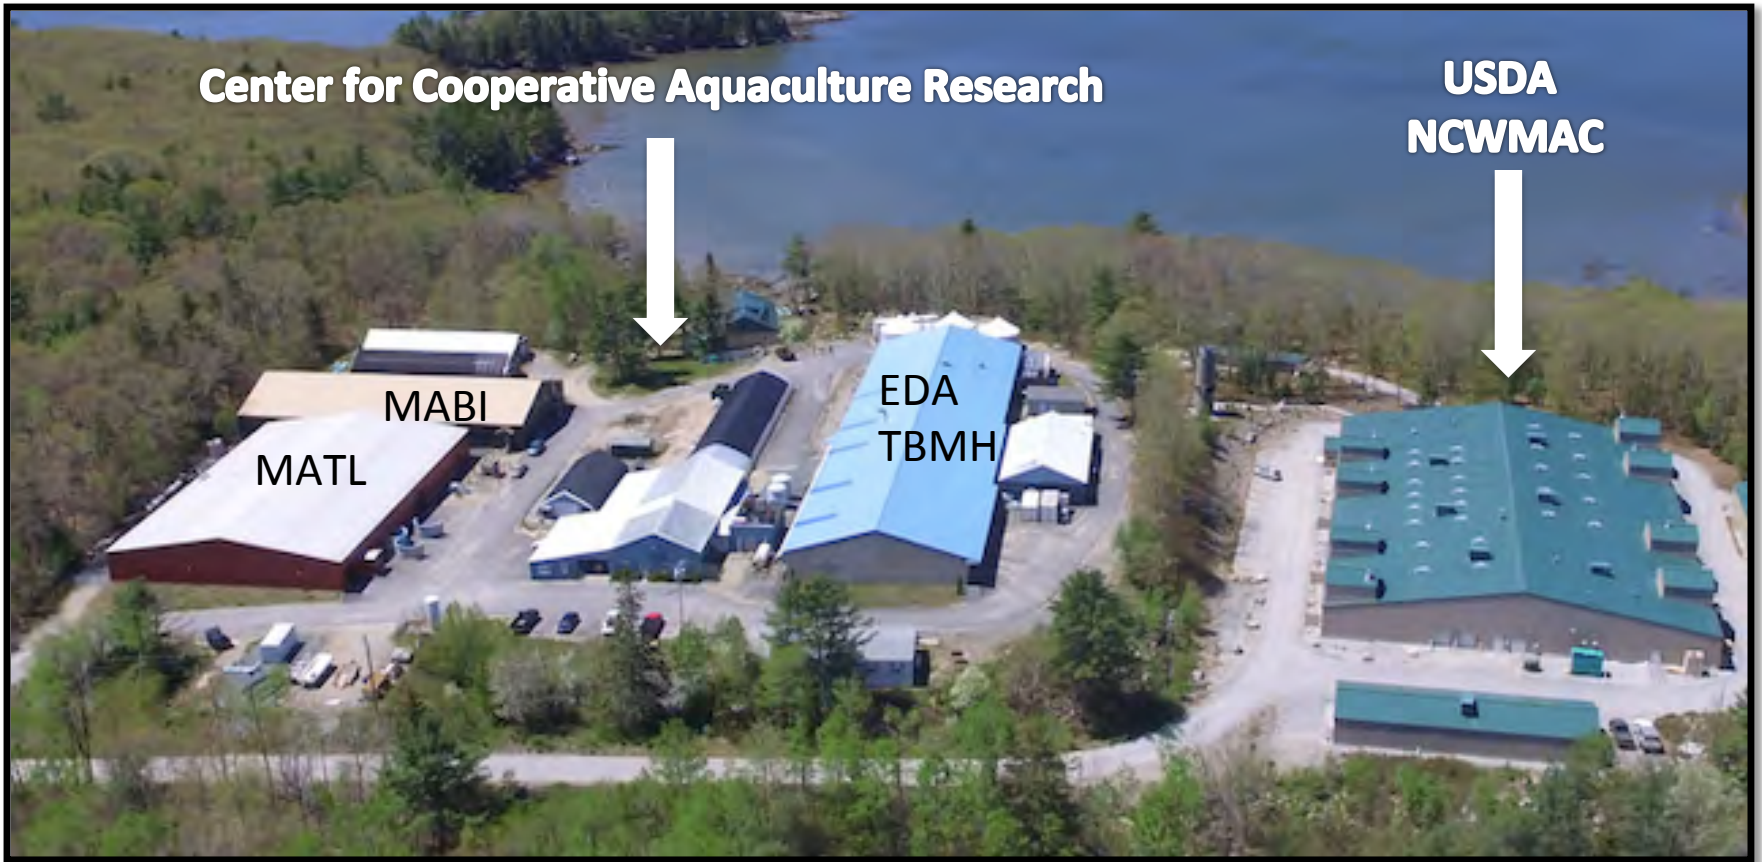 Center for Cooperative Aquaculture Research
USDA
NCWMAC
MABI
MATL
EDA
TBMH